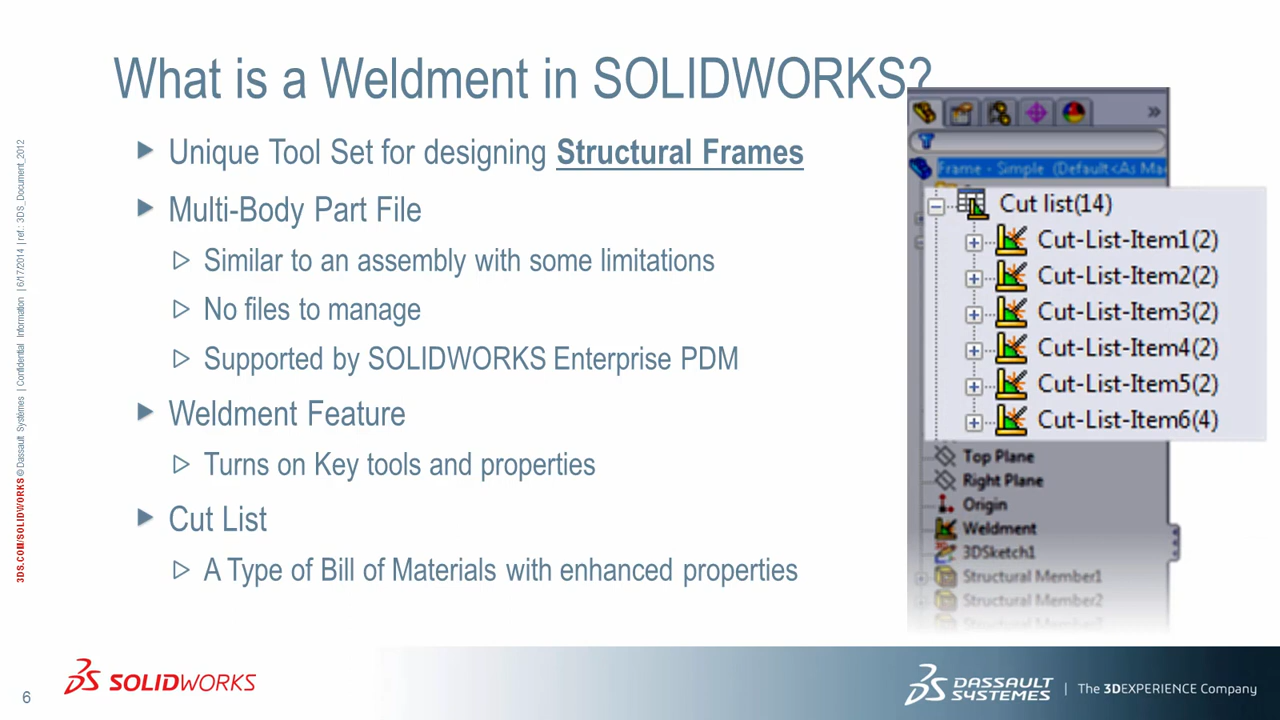 What is a Weldment in SOLIDWORKS?
Unique Tool Set for designing Structural Frames
Multi-Body Part File
Similar to an assembly with some limitations
No files to manage
Supported by SOLIDWORKS Enterprise PDM
Weldment Feature
Turns on Key tools and properties
Cut List
A Type of Bill of Materials with enhanced properties
Frame - Simple (Default<As Mac
Cut list(14)
Cut-List-Item1(2)
Cut-List-Item2(2)
Cut-List-Item3(2)
Cut-List-Item4(2)
Cut-List-Item5(2)
Cut-List-Item6(4)
Top Plane
Right Plane
Origin
Weldment
3DSketch1
Structural Member1
Structural Member2
3DS.COM/SOLIDWORKS © Dassault Systèmes | Confidential Information | 6/17/2014 | ref.: 3DS_Document_2012
6
SOLIDWORKS
DASSAULT SYSTEMES | The 3DEXPERIENCE Company